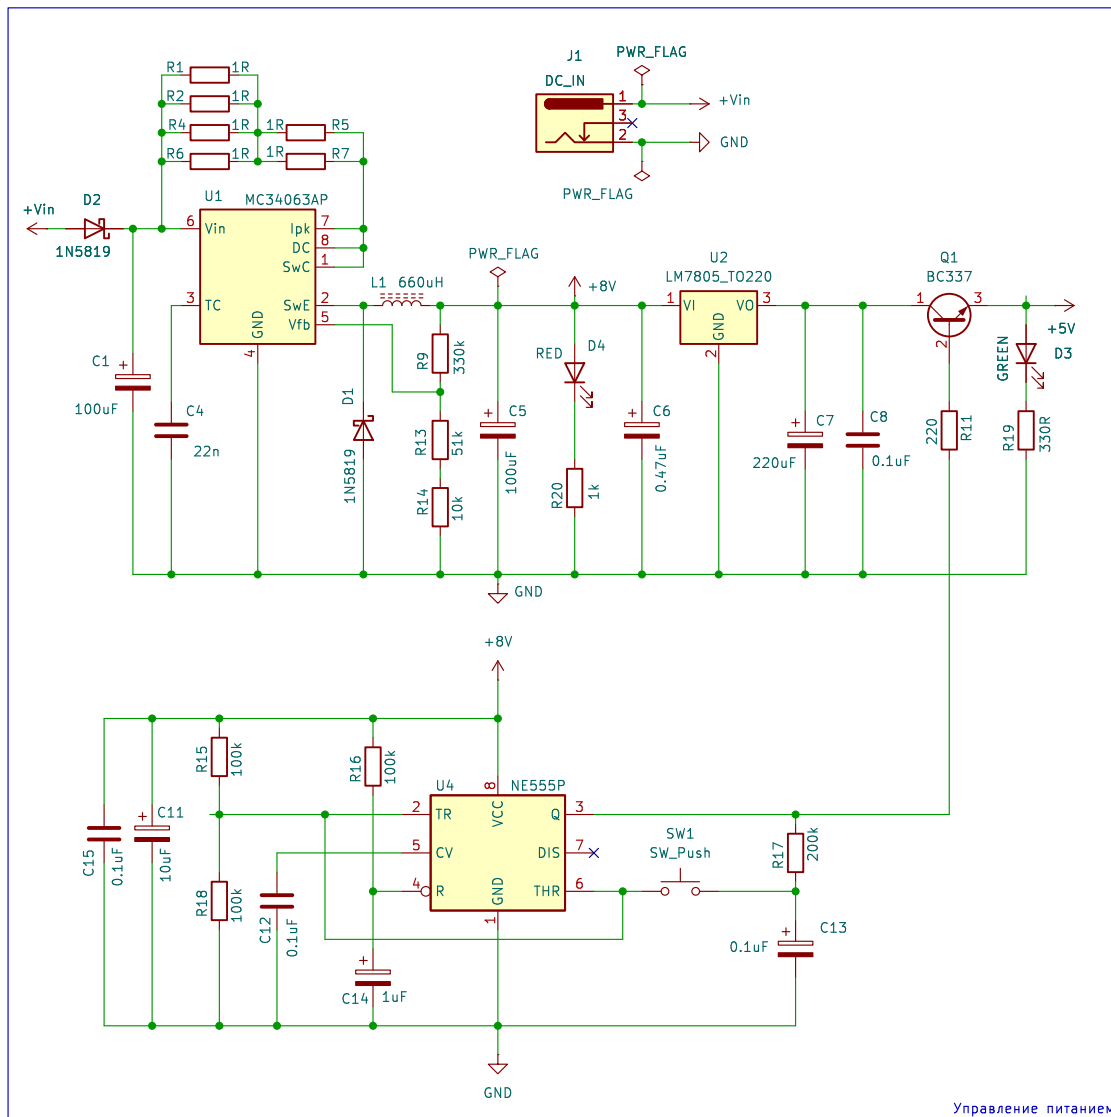 J1
DC_IN
PWR_FLAG
1
3
2
+Vin
GND
PWR_FLAG
R1 1R
R2 1R
R4 1R 1R R5
R6 1R 1R R7
U1 MC34063AP
+Vin
D2
1N5819
6 Vin
3 TC
GND
4
Ipk 7
DC 8
SwC 1
SwE 2
Vfb 5
L1 660uH
PWR_FLAG
+8V
C1
+
100uF
C4
22n
D1
1N5819
R9
330k
R13
51k
R14
10k
+
C5
100uF
RED
D4
R20
1k
+
C6
0.47uF
U2
LM7805_TO220
1 VI
VO 3
GND
2
+
C7
220uF
C8
0.1uF
Q1
BC337
1
3
2
220
R11
+5V
GREEN
D3
R19
330R
GND
+8V
R15
100k
R16
100k
C15
0.1uF
+
C11
10uF
R18
100k
C12
0.1uF
+
C14
1uF
U4 NE555P
8
VCC
2 TR
5 CV
4 R
Q 3
DIS 7
THR 6
GND
1
SW1
SW_Push
R17
200k
+
C13
0.1uF
GND
Управление питанием